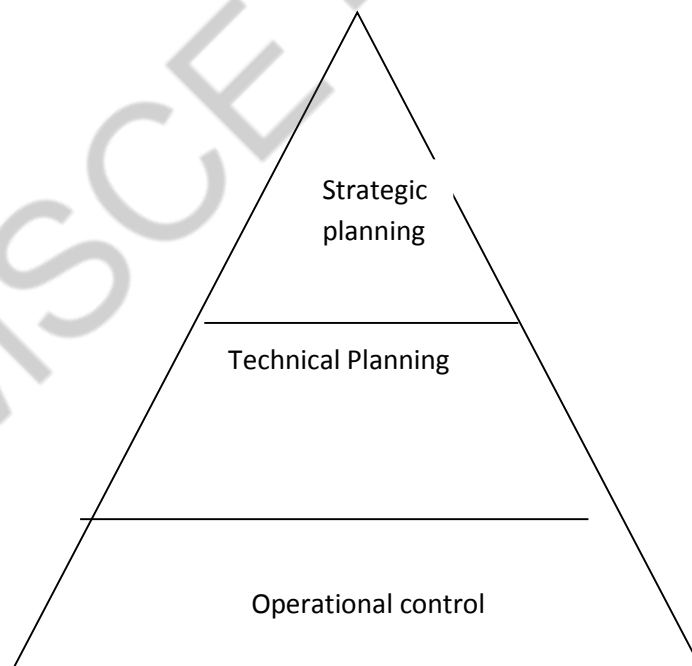 Strategic
planning
Technical Planning
Operational control